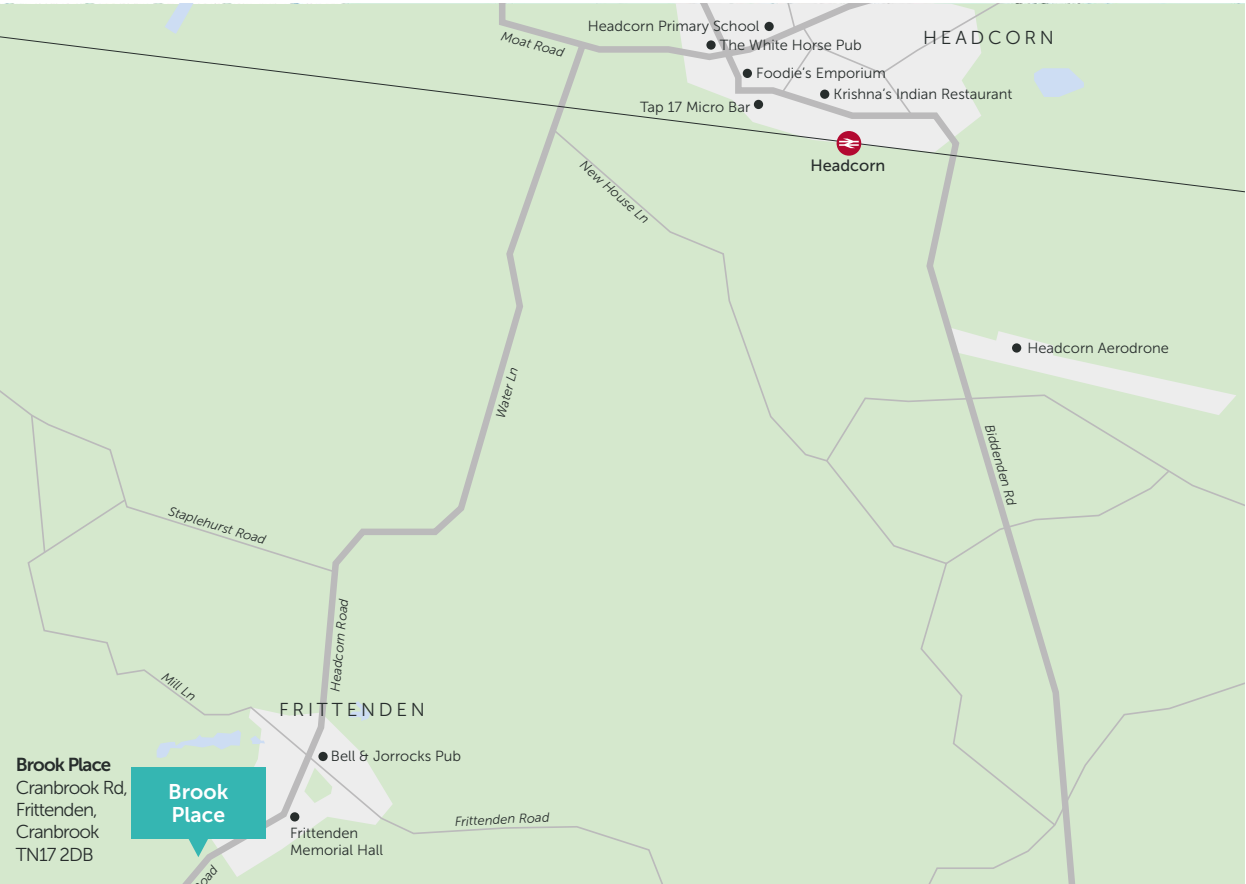 Headcorn Primary School
HEADCORN
Moat Road
The White Horse Pub
Foodie's Emporium
Krishna's Indian Restaurant
Tap 17 Micro Bar
Headcorn
New House Ln
Headcorn Aerodrone
Water Ln
Biddenden Rd
Staplehurst Road
Headcorn Road
Mill Ln
FRITTENDEN
Bell & Jorrocks Pub
Brook Place
Cranbrook Rd,
Frittenden,
Cranbrook
TN17 2DB
Brook
Place
Frittenden
Memorial Hall
Frittenden Road